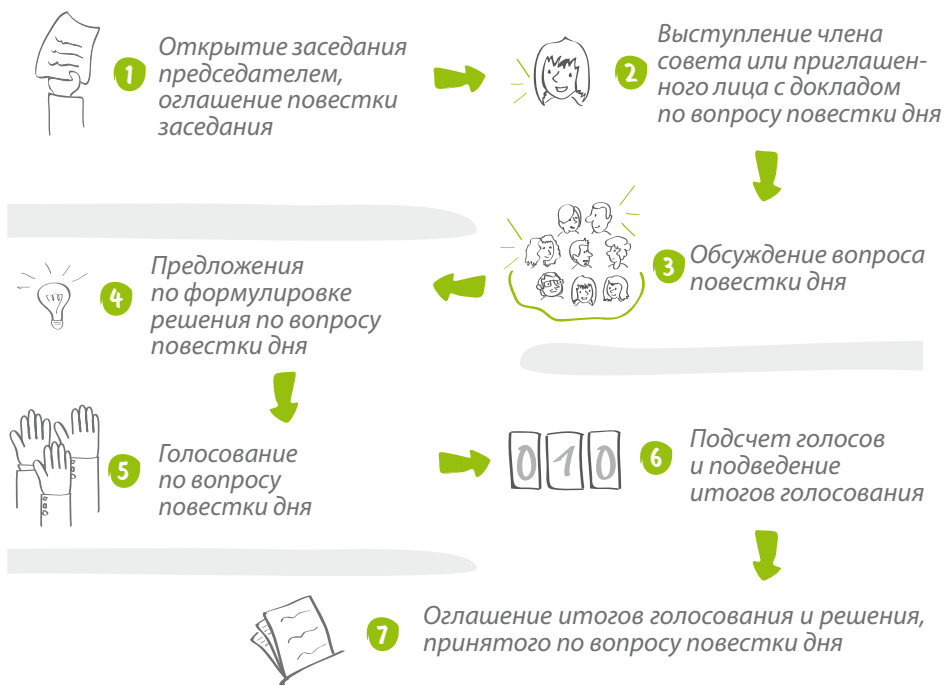 1
Открытие заседания
председателем,
оглашение повестки
заседания
2
Выступление члена
совета или приглашен-
ного лица с докладом
по вопросу повестки дня
3
Обсуждение вопроса
повестки дня
4
Предложения
по формулировке
решения по вопросу
повестки дня
5
Голосование
по вопросу
повестки дня
010
6
Подсчет голосов
и подведение
итогов голосования
7
Оглашение итогов голосования и решения,
принятого по вопросу повестки дня